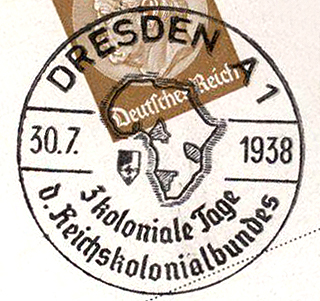 DRESDEN A 1
Deutsches Reich
30.7.
1938
3 koloniale Tage
d. Reichskolonialbundes